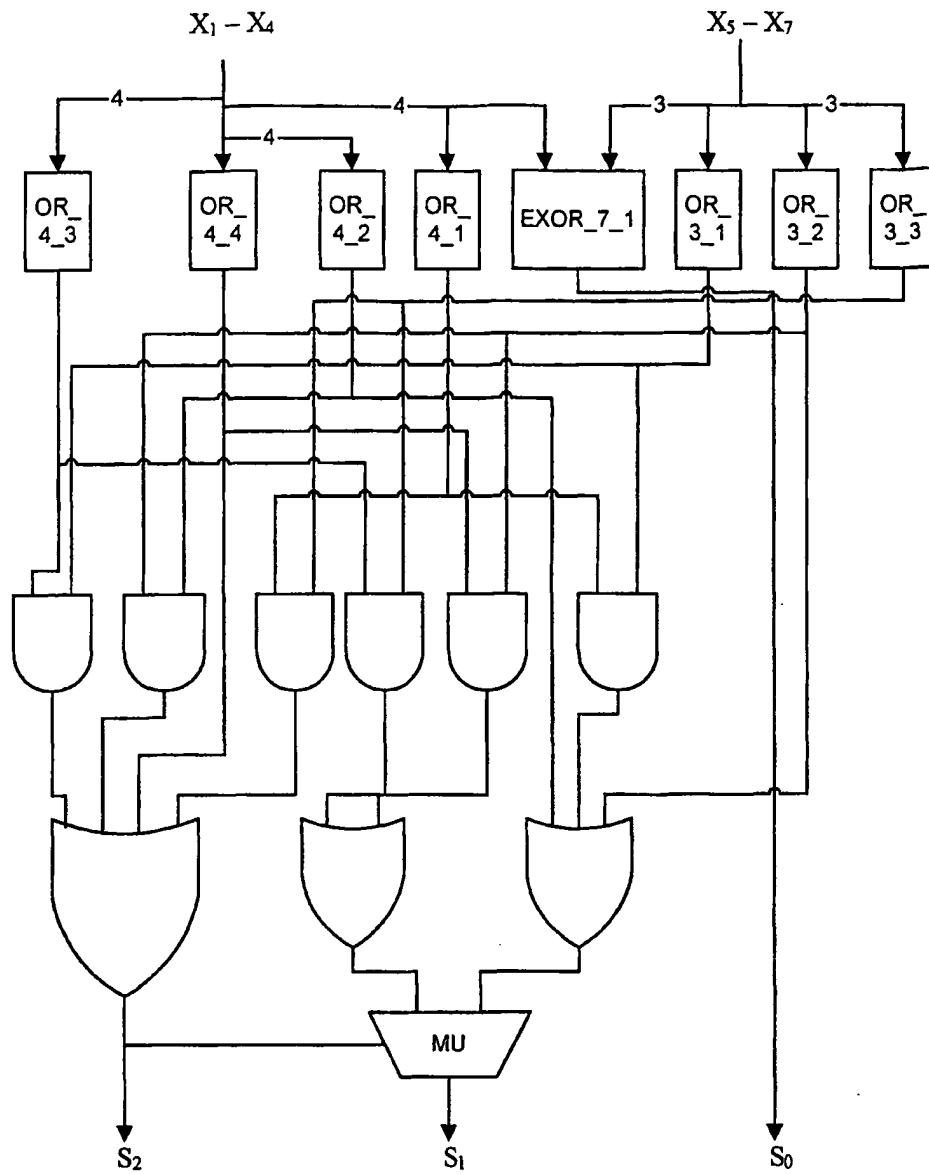 X₁ – X₄
X₅ – X₇
4
4
3
3
4
OR_
4_3
OR_
4_4
OR_
4_2
OR_
4_1
EXOR_7_1
OR_
3_1
OR_
3_2
OR_
3_3
MU
S₂
S₁
S₀